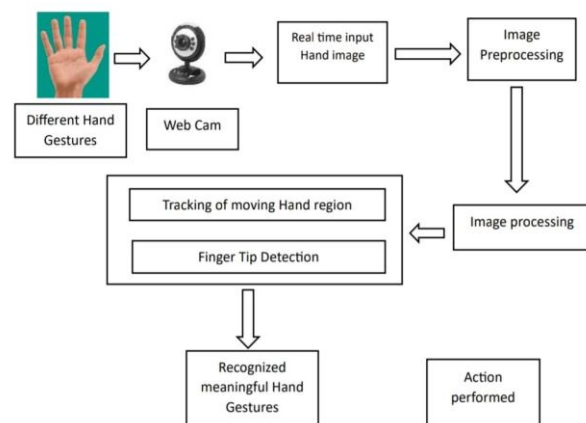 Real time input
Hand image
Image
Preprocessing
Different Hand
Gestures
Web Cam
Tracking of moving Hand region
Image processing
Finger Tip Detection
Recognized
meaningful Hand
Gestures
Action
performed